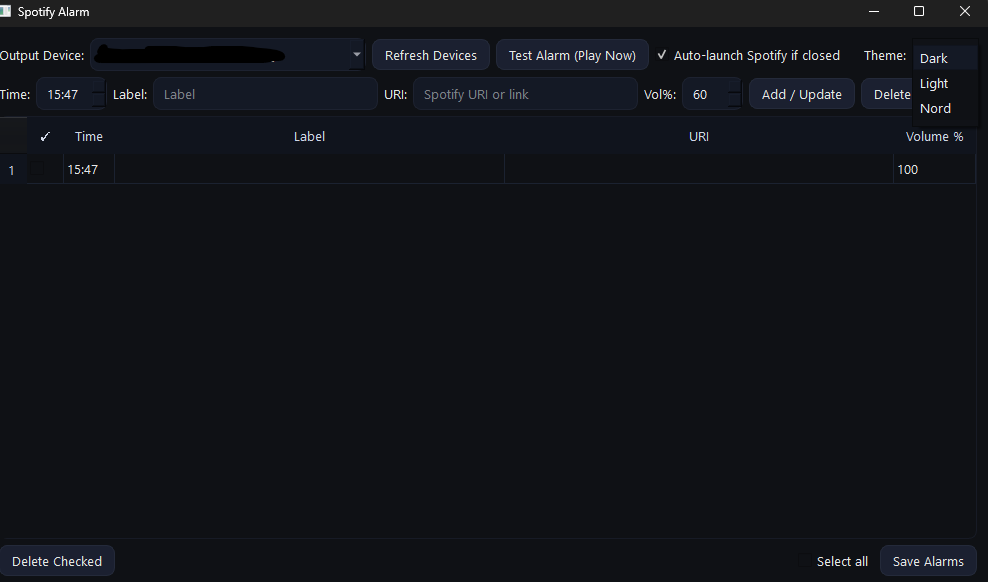 Spotify Alarm
Output Device: Refresh Devices Test Alarm (Play Now) ✓ Auto-launch Spotify if closed Theme: Dark
Light
Nord
Time: 15:47 Label: Label URI: Spotify URI or link Vol%: 60 Add / Update Delete
✓ Time Label URI Volume %
1 15:47 100
Delete Checked Select all Save Alarms